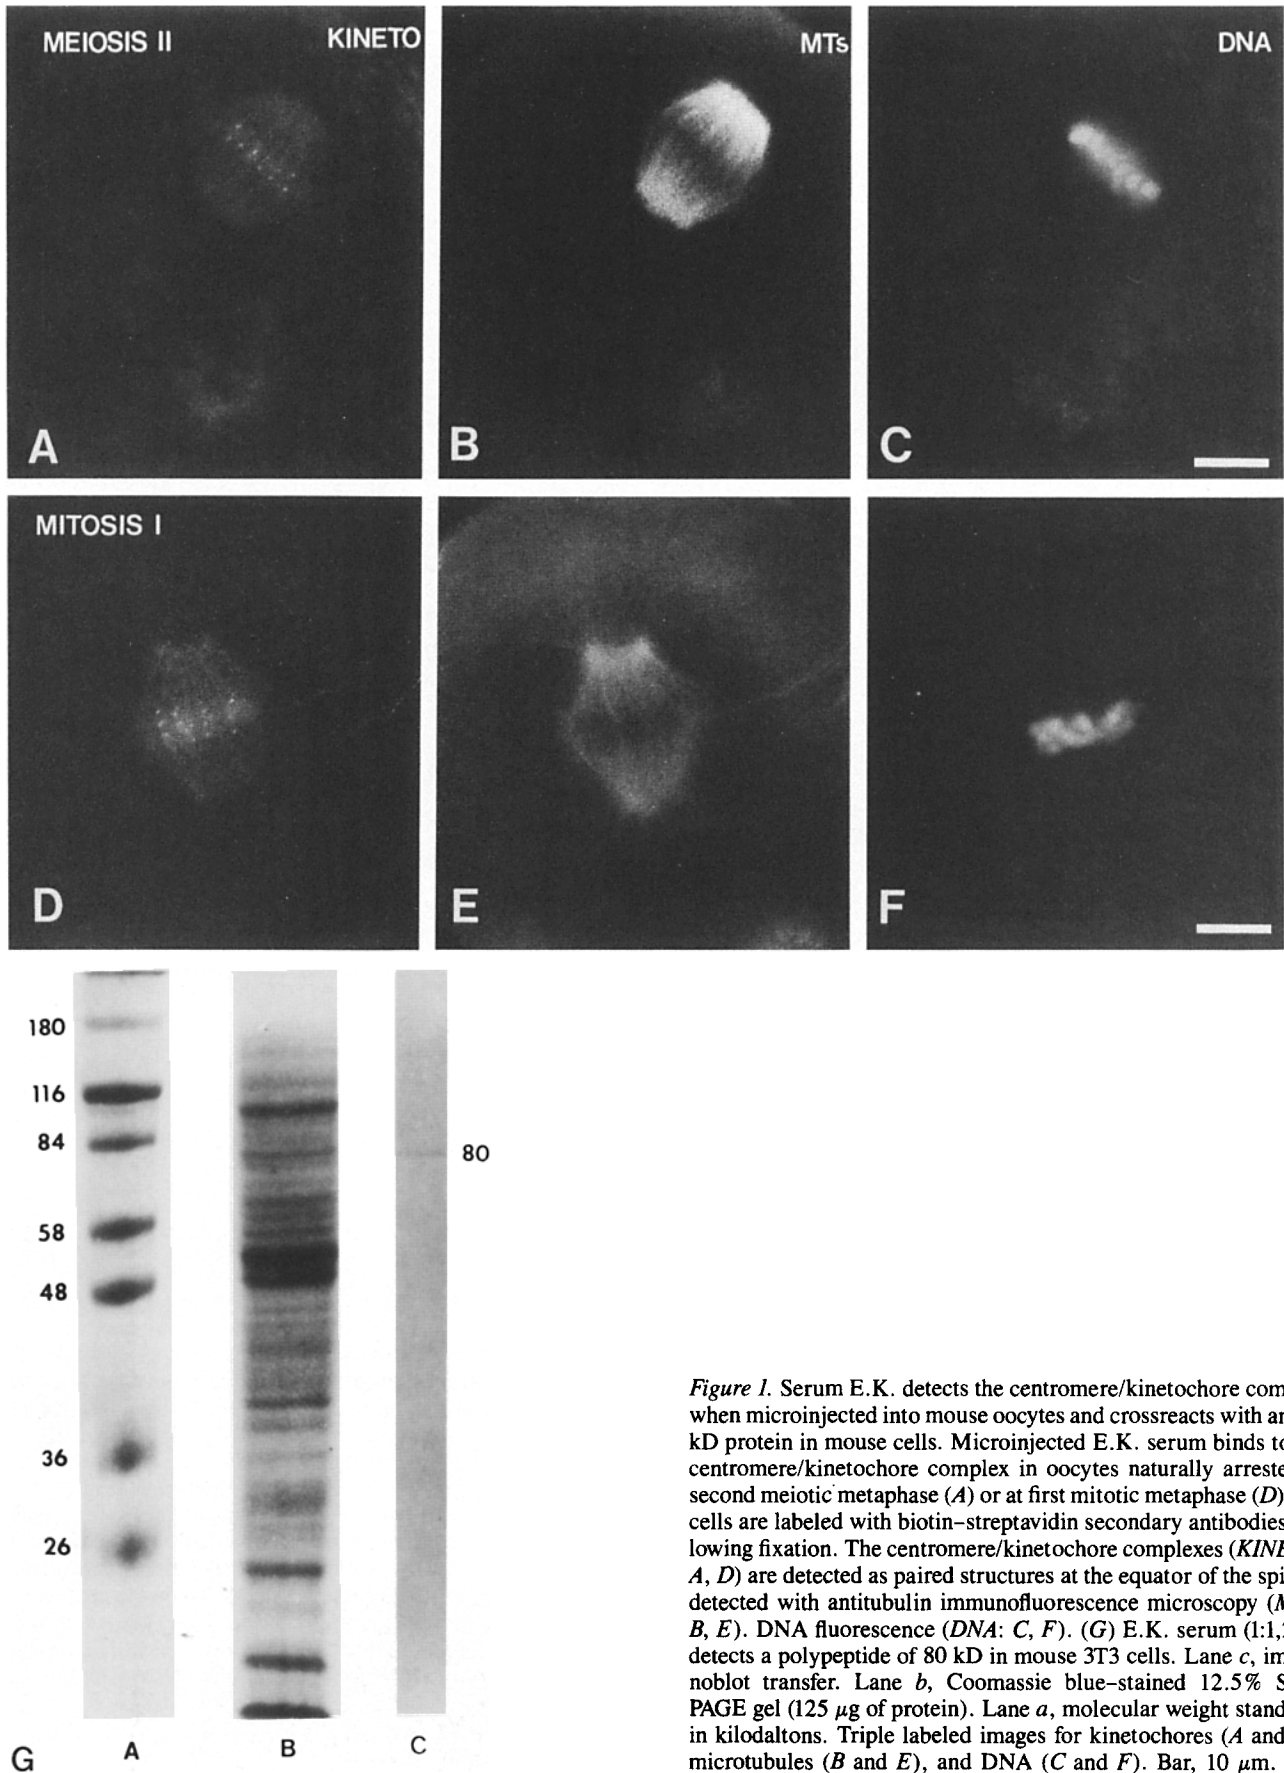 MEIOSIS II KINETO
MTs
DNA
A
B
C
MITOSIS I
D
E
F
180
116
84
58
48
36
26
80
A
B
C
G
Figure 1. Serum E.K. detects the centromere/kinetochore com
when microinjected into mouse oocytes and crossreacts with an
kD protein in mouse cells. Microinjected E.K. serum binds to
centromere/kinetochore complex in oocytes naturally arreste
second meiotic metaphase (A) or at first mitotic metaphase (D)
cells are labeled with biotin–streptavidin secondary antibodies
lowing fixation. The centromere/kinetochore complexes (KINE
A, D) are detected as paired structures at the equator of the spi
detected with antitubulin immunofluorescence microscopy (M
B, E). DNA fluorescence (DNA: C, F). (G) E.K. serum (1:1,
detects a polypeptide of 80 kD in mouse 3T3 cells. Lane c, im
noblot transfer. Lane b, Coomassie blue–stained 12.5% S
PAGE gel (125 μg of protein). Lane a, molecular weight stand
in kilodaltons. Triple labeled images for kinetochores (A and
microtubules (B and E), and DNA (C and F). Bar, 10 μm.